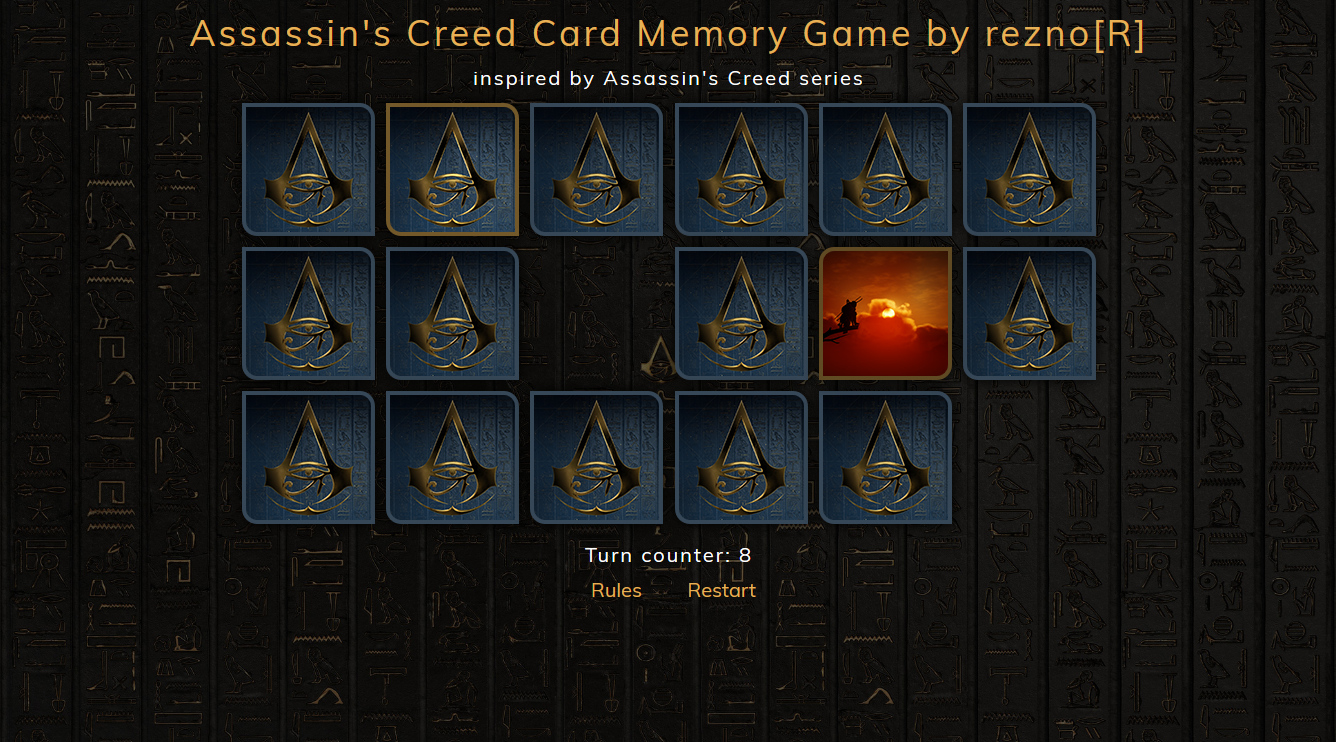 Assassin's Creed Card Memory Game by rezno[R]
inspired by Assassin's Creed series
Turn counter: 8
Rules Restart